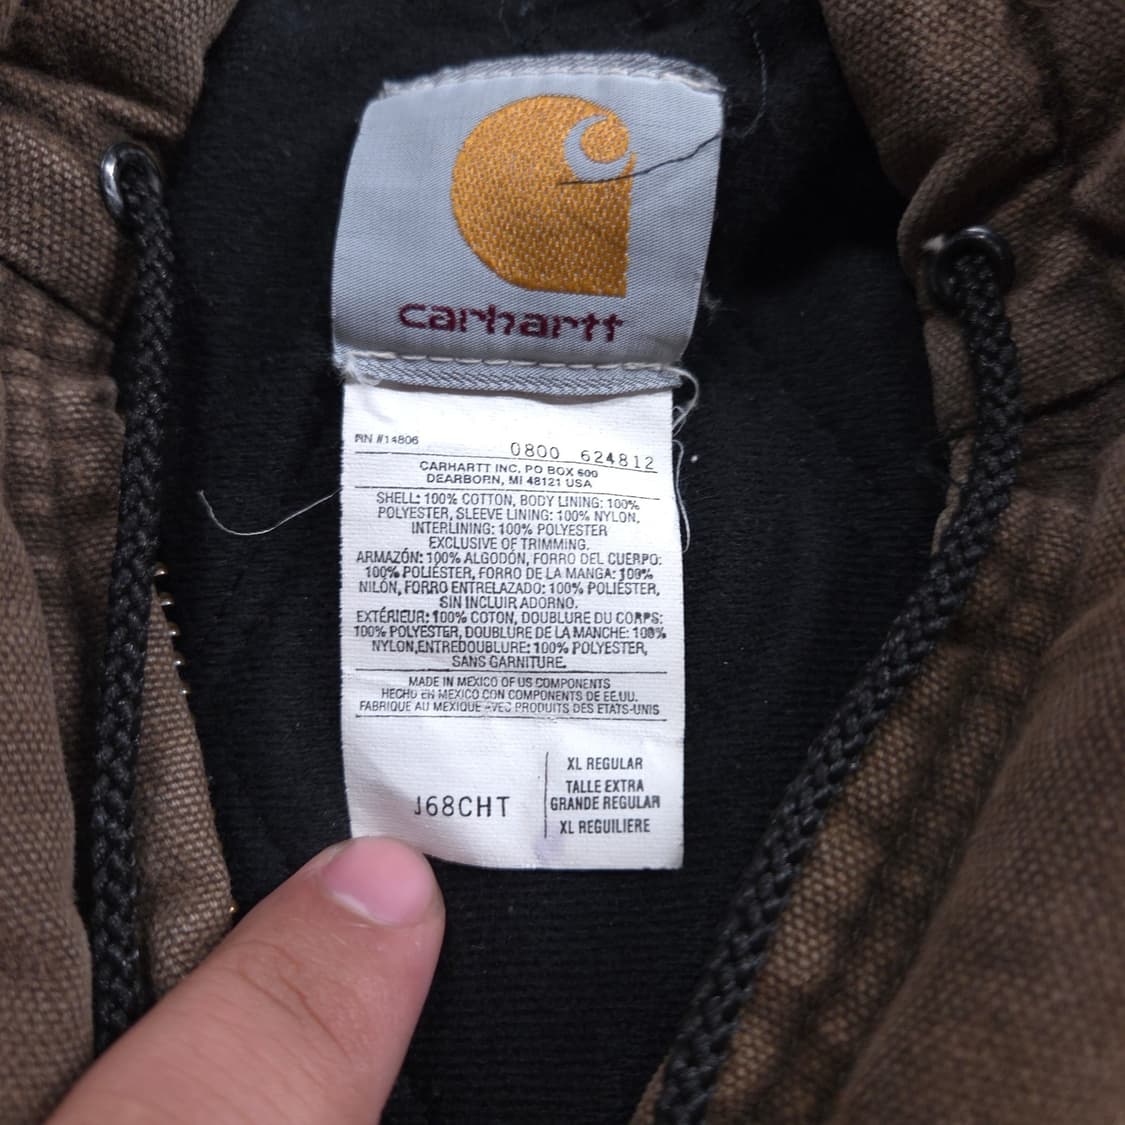 carhartt
RN #14806
0800 624812
CARHARTT INC, PO BOX 600
DEARBORN, MI 48121 USA
SHELL: 100% COTTON, BODY LINING: 100%
POLYESTER, SLEEVE LINING: 100% NYLON,
INTERLINING: 100% POLYESTER
EXCLUSIVE OF TRIMMING.
ARMAZÓN: 100% ALGODÓN, FORRO DEL CUERPO:
100% POLIÉSTER, FORRO DE LA MANGA: 100%
NILÓN, FORRO ENTRELAZADO: 100% POLIÉSTER,
SIN INCLUIR ADORNO.
EXTÉRIEUR: 100% COTON, DOUBLURE DU CORPS:
100% POLYESTER, DOUBLURE DE LA MANCHE: 100%
NYLON,ENTREDOUBLURE: 100% POLYESTER,
SANS GARNITURE.
MADE IN MEXICO OF US COMPONENTS
HECHO EN MEXICO CON COMPONENTS DE EE.UU.
FABRIQUE AU MEXIQUE AVEC PRODUITS DES ETATS-UNIS
J68CHT
XL REGULAR
TALLE EXTRA
GRANDE REGULAR
XL REGUILIERE